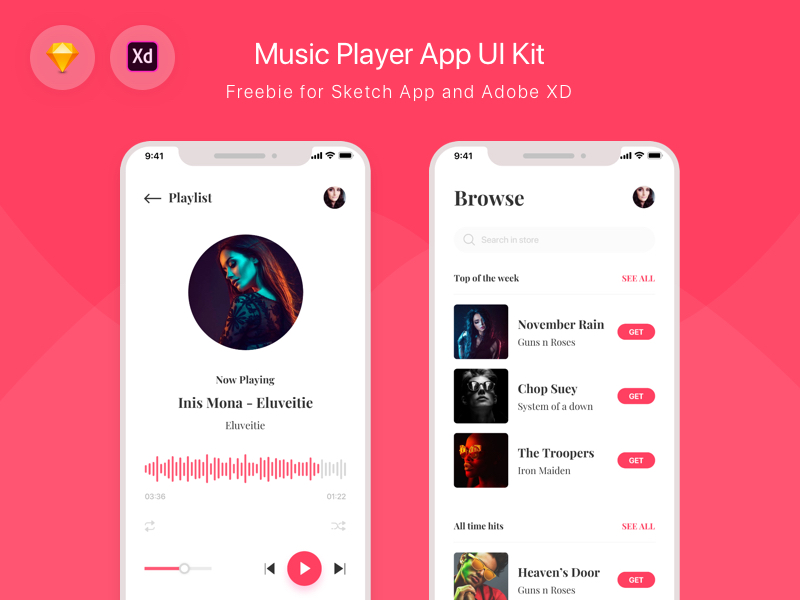 Xd
Music Player App UI Kit
Freebie for Sketch App and Adobe XD
9:41
Playlist
Now Playing
Inis Mona - Eluveitie
Eluveitie
03:36 01:22
9:41
Browse
Search in store
Top of the week SEE ALL
November Rain
Guns n Roses
GET
Chop Suey
System of a down
GET
The Troopers
Iron Maiden
GET
All time hits SEE ALL
Heaven's Door
Guns n Roses
GET